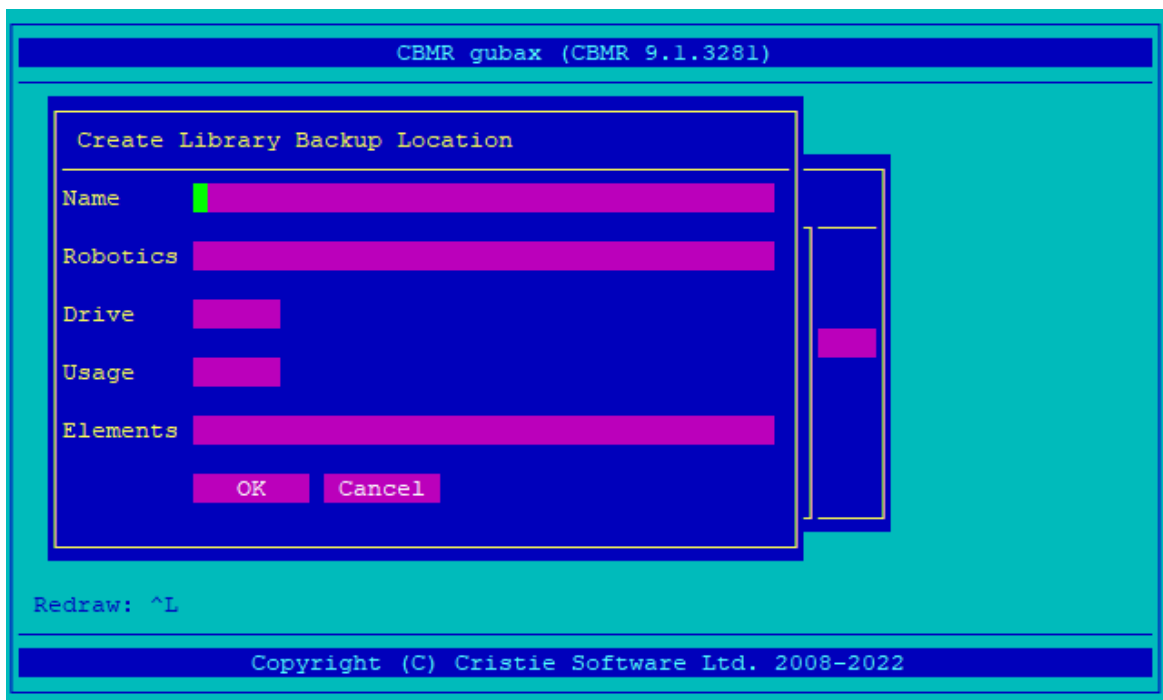 CBMR gubax (CBMR 9.1.3281)
Create Library Backup Location
Name
Robotics
Drive
Usage
Elements
OK Cancel
Redraw: ^L
Copyright (C) Cristie Software Ltd. 2008-2022